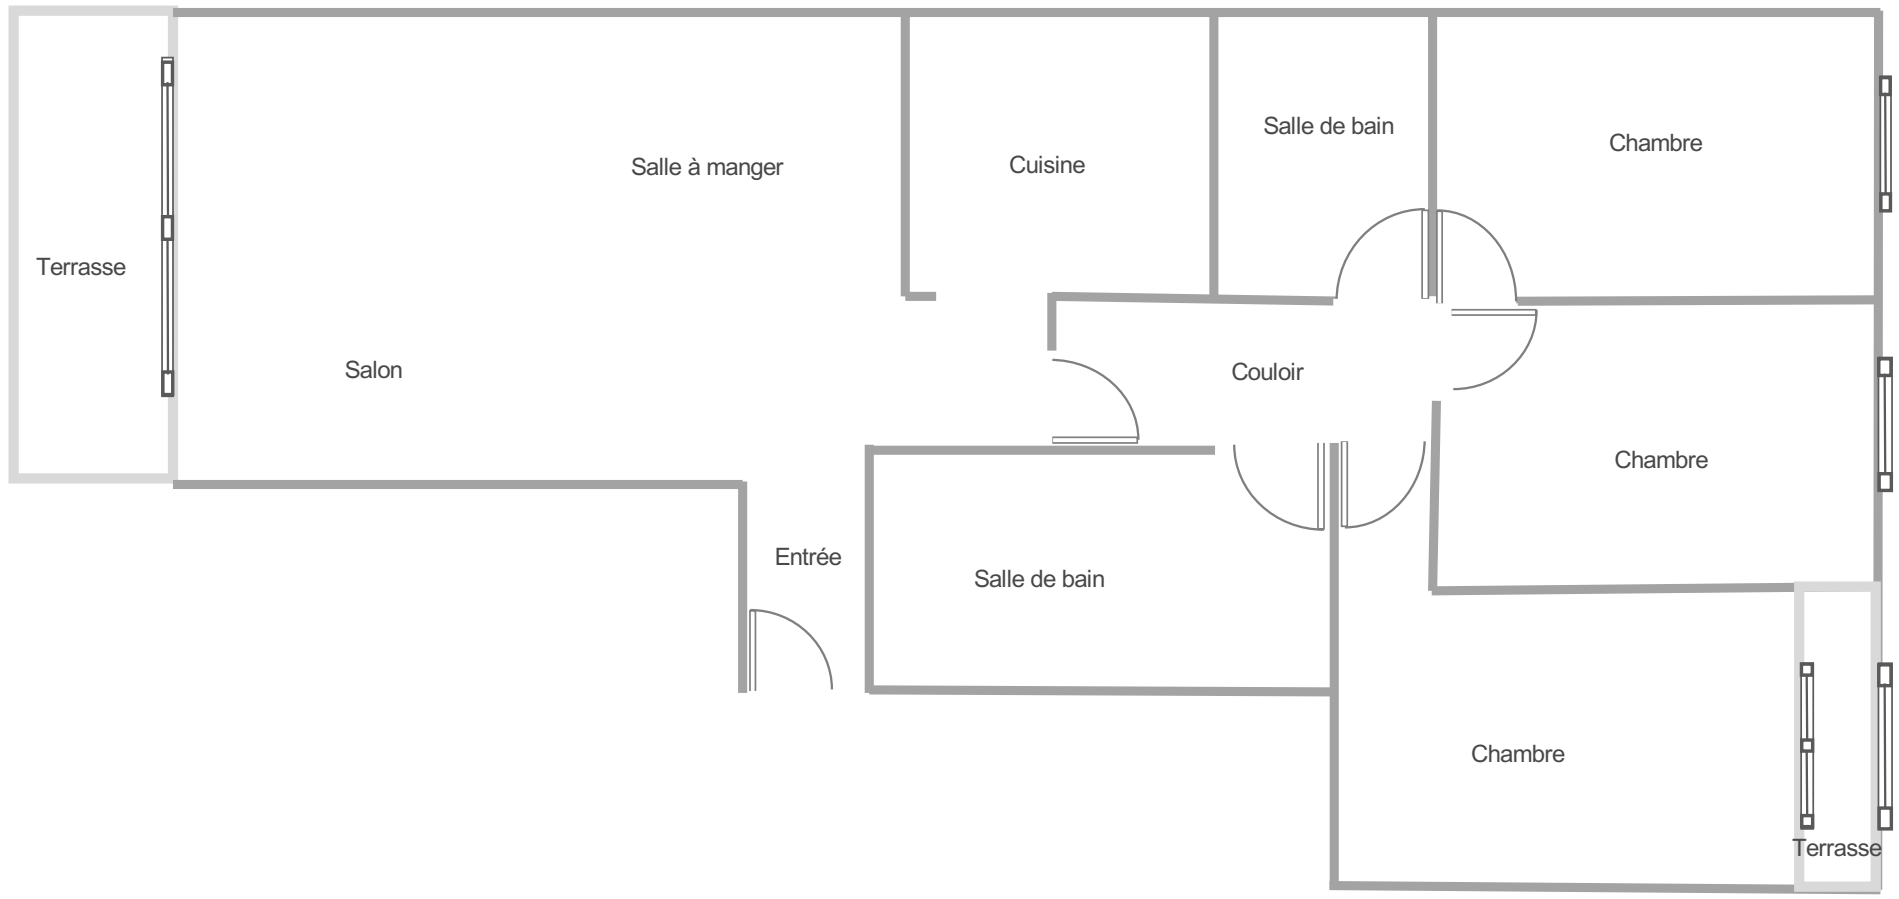 Salle de bain
Chambre
Salle à manger
Cuisine
Terrasse
Salon
Couloir
Chambre
Entrée
Salle de bain
Chambre
Terrasse